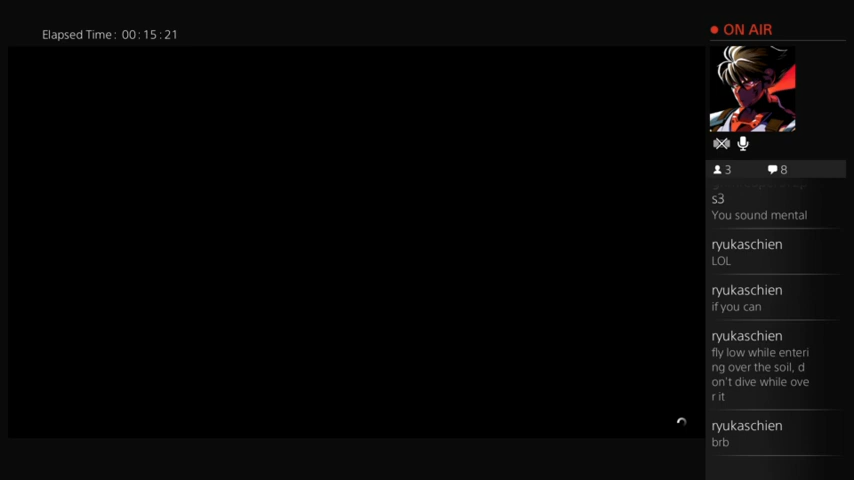 Elapsed Time: 00:15:21
ON AIR
3 8
s3
You sound mental
ryukaschien
LOL
ryukaschien
if you can
ryukaschien
fly low while enteri
ng over the soil, d
on't dive while ove
r it
ryukaschien
brb